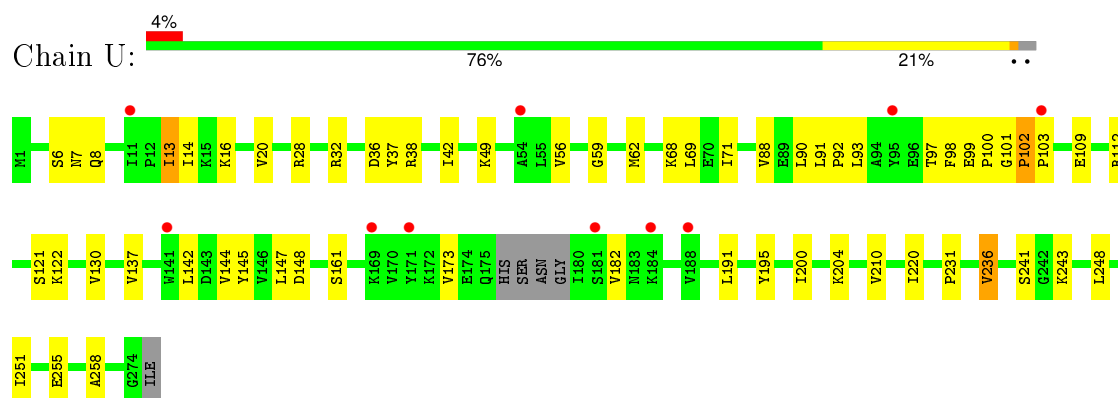 4%
Chain U:
76% 21% ••
M1 S6 N7 Q8 I11 P12 I13 I14 K15 K16 V20 R28 R32 D36 Y37 R38 I42 K49 A54 L55 V56 G59 M62 K68 L69 E70 I71 V88 E89 L90 L91 P92 L93 A94 Y95 E96 T97 F98 E99 P100 G101 P102 P103 E109 R112
S121 K122 V130 V137 W141 L142 D143 V144 Y145 V146 L147 D148 S161 K169 V170 Y171 K172 V173 E174 Q175 HIS SER ASN GLY I180 S181 V182 N183 K184 V188 L191 Y195 I200 K204 V210 I220 P231 V236 S241 G242 K243 L248
I251 E255 A258 G274 ILE